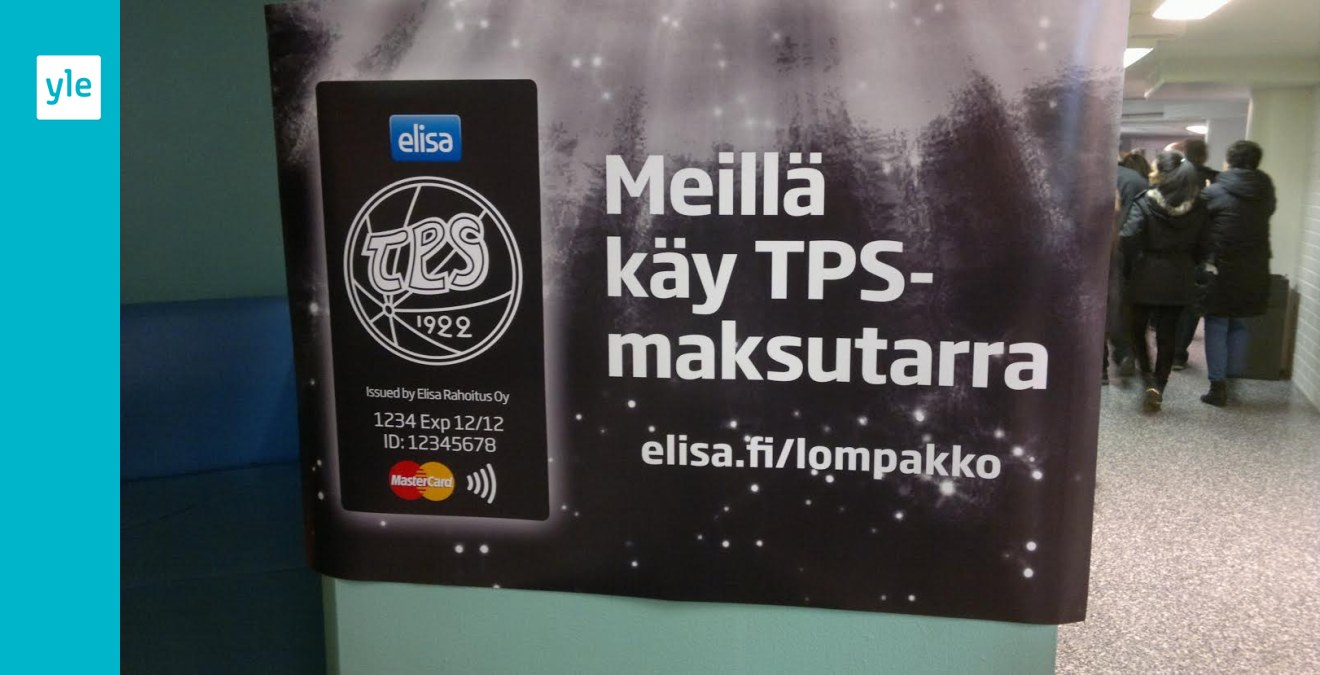 yle
elisa
TPS
1922
Issued by Elisa Rahoitus Oy
1234 Exp 12/12
ID: 12345678
MasterCard
Meillä
käy TPS-
maksutarra
elisa.fi/lompakko